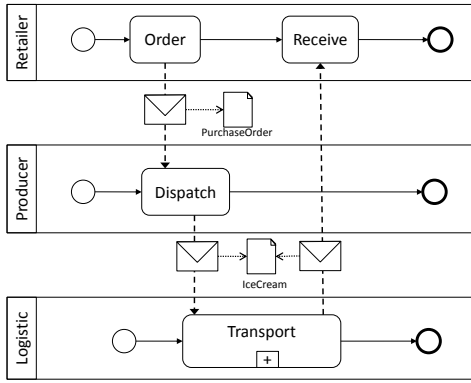 Retailer
Order
Receive
PurchaseOrder
Producer
Dispatch
IceCream
Logistic
Transport
+